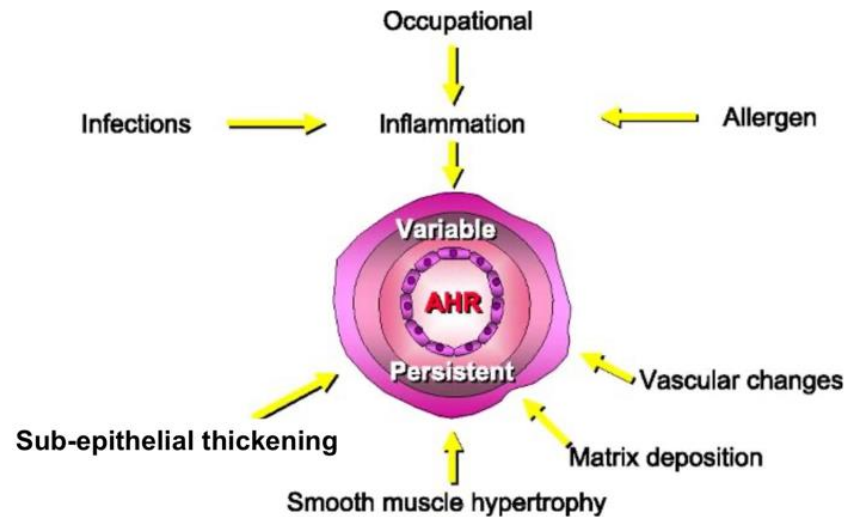 Occupational
Infections
Inflammation
Allergen
Variable
AHR
Persistent
Vascular changes
Sub-epithelial thickening
Matrix deposition
Smooth muscle hypertrophy